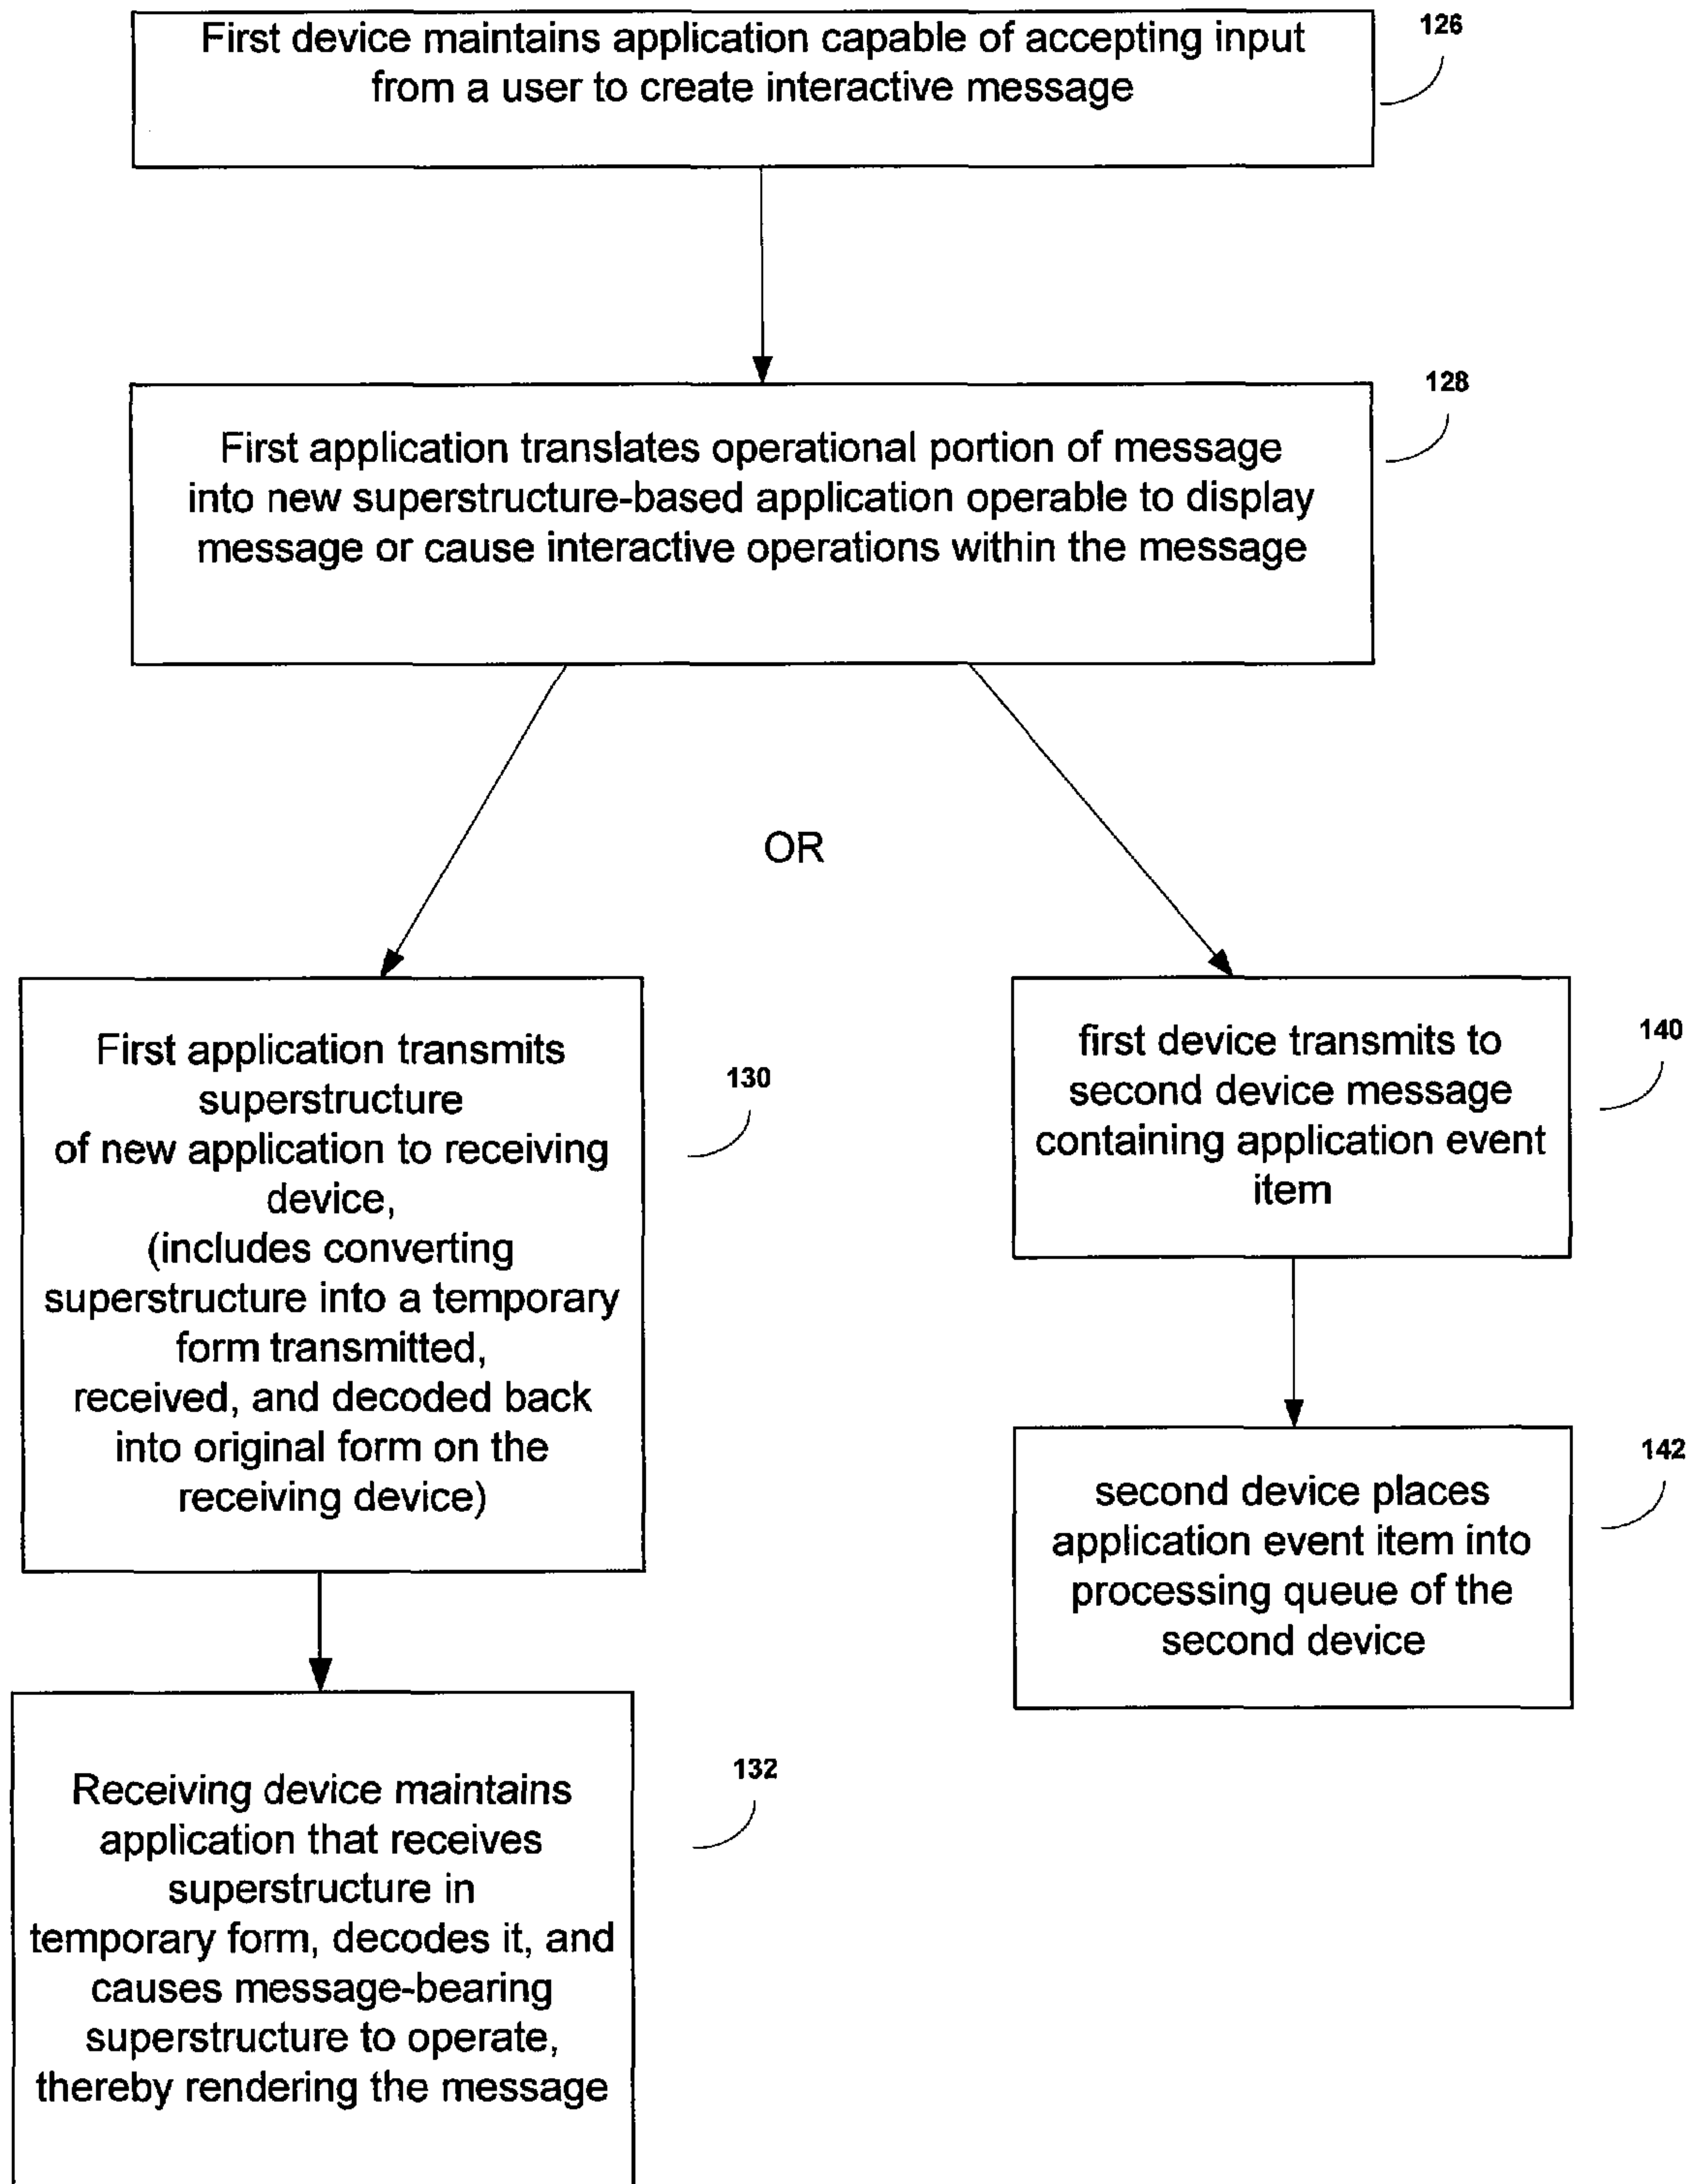 First device maintains application capable of accepting input
from a user to create interactive message
126
First application translates operational portion of message
into new superstructure-based application operable to display
message or cause interactive operations within the message
128
OR
First application transmits
superstructure
of new application to receiving
device,
(includes converting
superstructure into a temporary
form transmitted,
received, and decoded back
into original form on the
receiving device)
130
Receiving device maintains
application that receives
superstructure in
temporary form, decodes it, and
causes message-bearing
superstructure to operate,
thereby rendering the message
132
first device transmits to
second device message
containing application event
item
140
second device places
application event item into
processing queue of the
second device
142